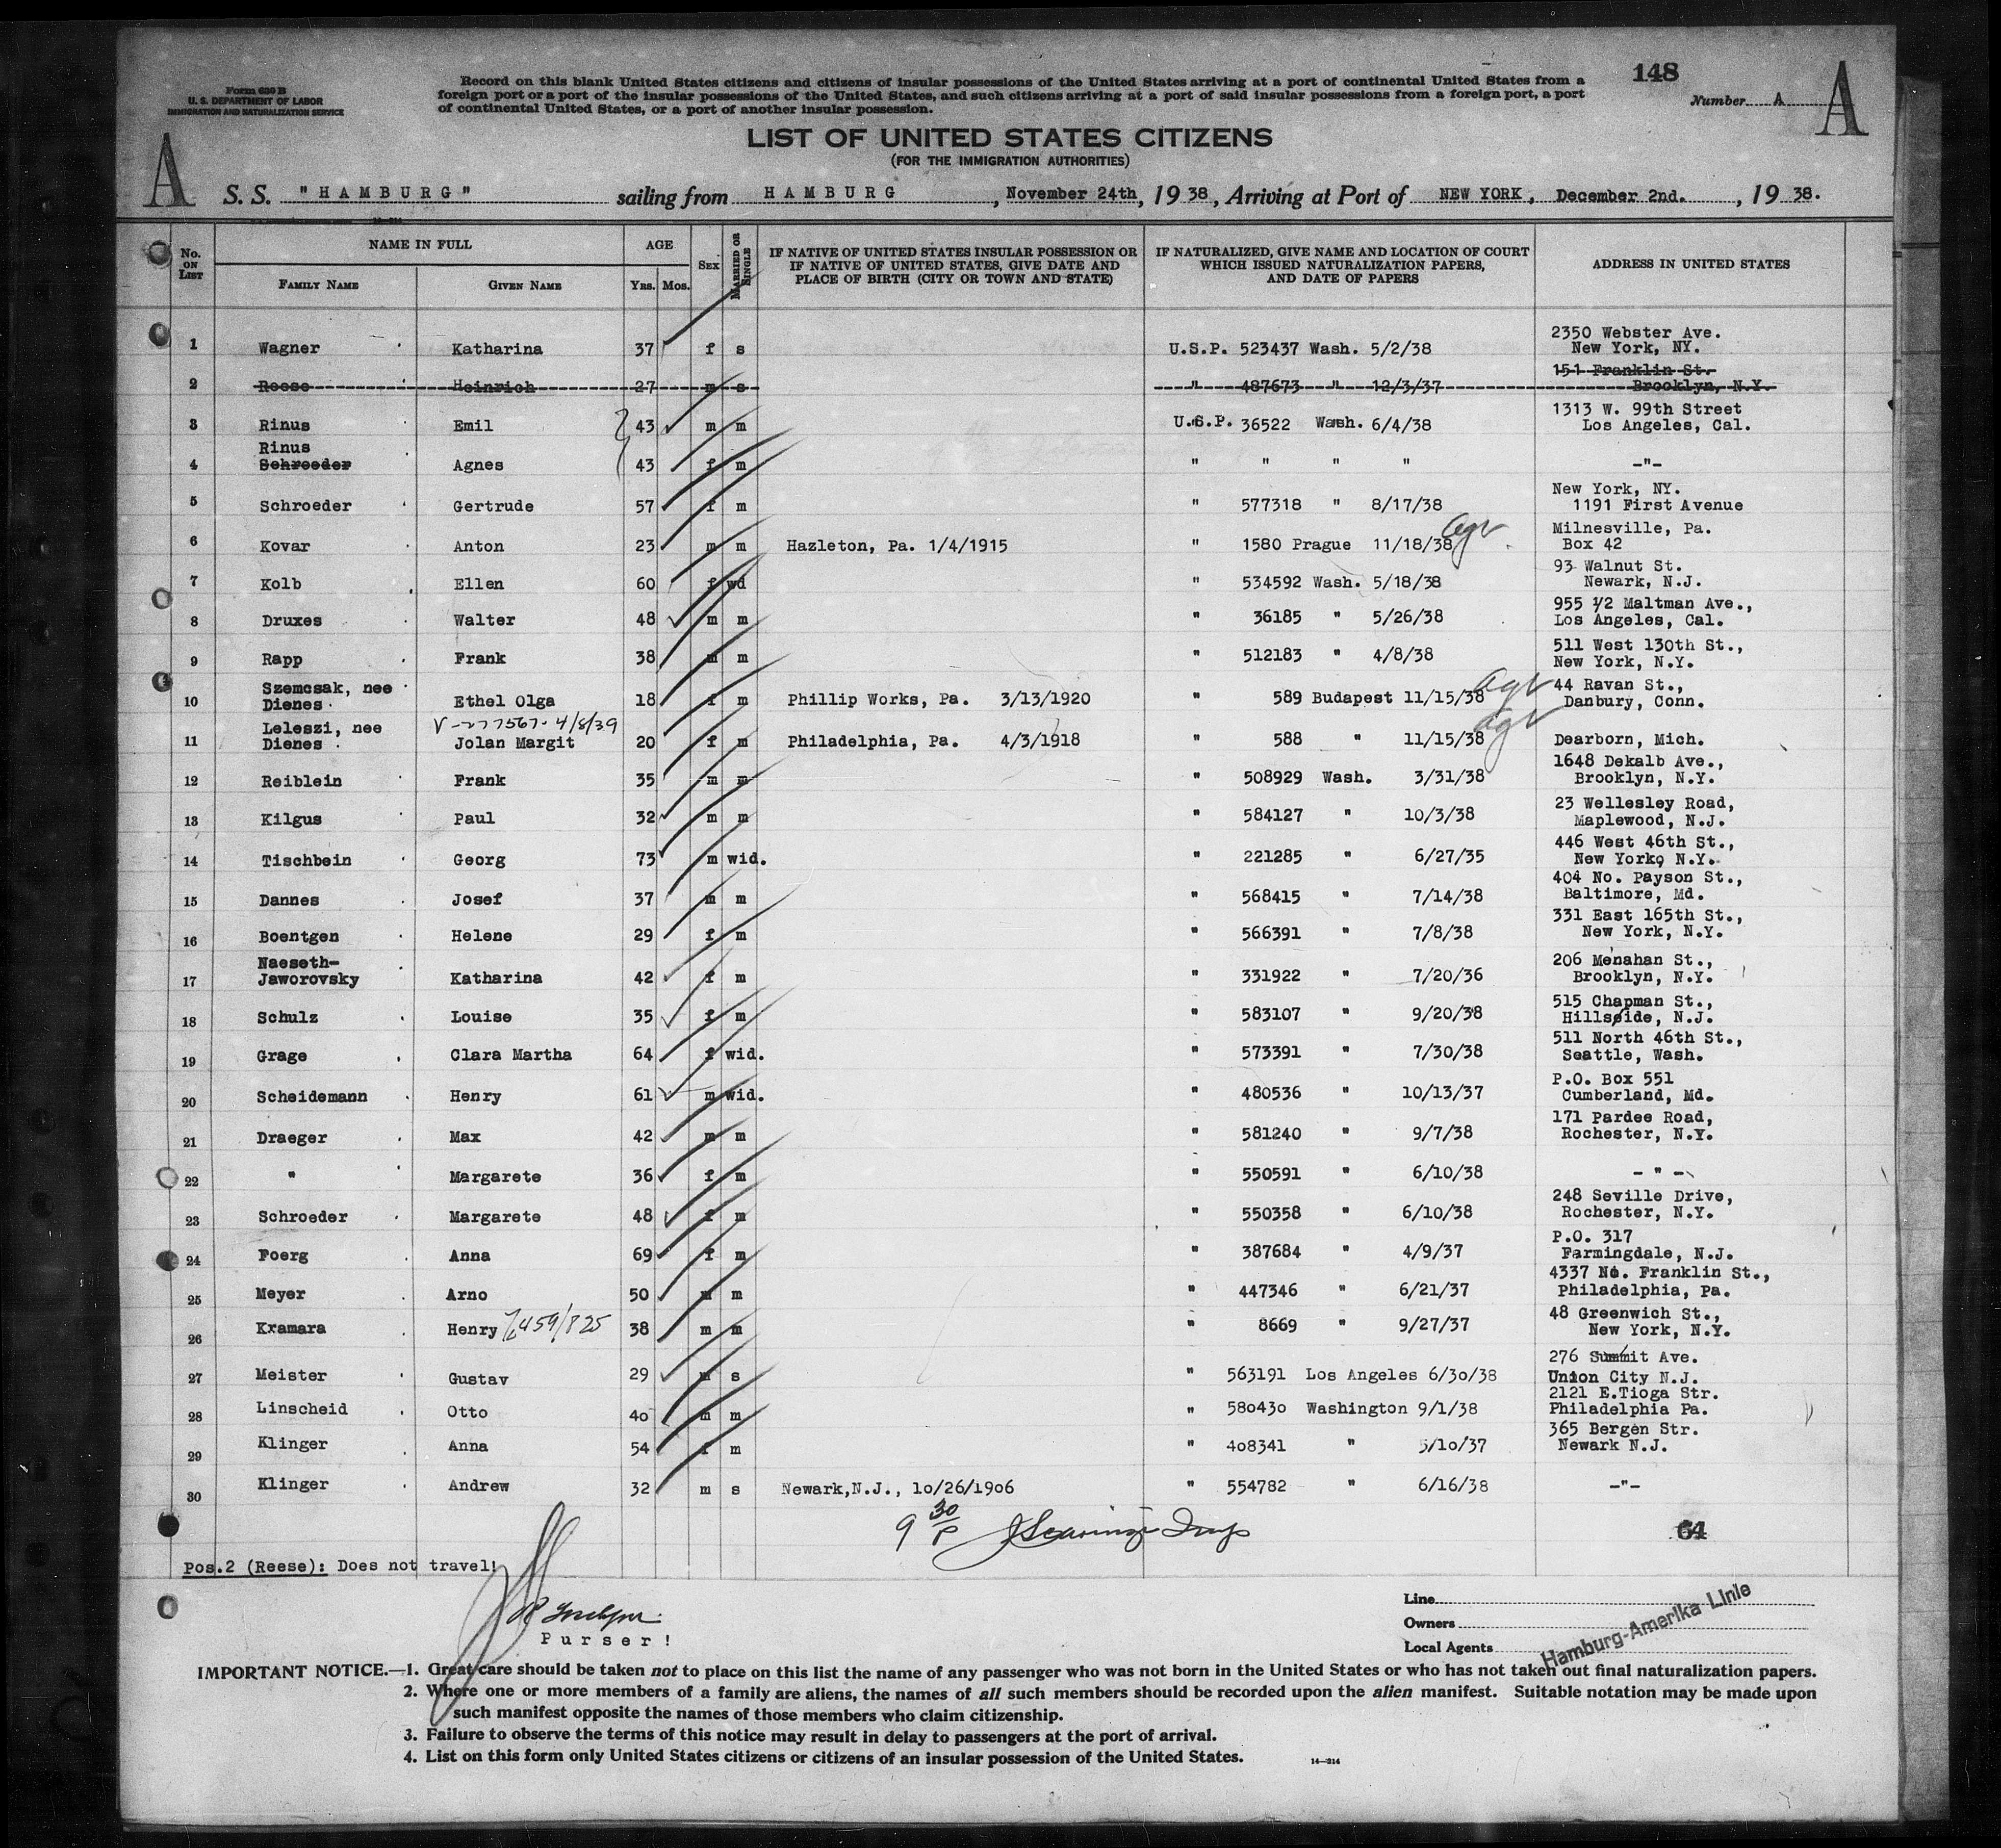 Form 630 B
U. S. DEPARTMENT OF LABOR
IMMIGRATION AND NATURALIZATION SERVICE
Record on this blank United States citizens and citizens of insular possessions of the United States arriving at a port of continental United States from a
foreign port or a port of the insular possessions of the United States, and such citizens arriving at a port of said insular possessions from a foreign port, a port
of continental United States, or a port of another insular possession.
148
Number A
A
A
LIST OF UNITED STATES CITIZENS
(FOR THE IMMIGRATION AUTHORITIES)
S. S. "HAMBURG" sailing from HAMBURG, November 24th, 19 38, Arriving at Port of NEW YORK, December 2nd., 19 38.
No. ON LIST | NAME IN FULL | AGE | SEX | MARRIED OR SINGLE | IF NATIVE OF UNITED STATES INSULAR POSSESSION OR IF NATIVE OF UNITED STATES, GIVE DATE AND PLACE OF BIRTH (CITY OR TOWN AND STATE) | IF NATURALIZED, GIVE NAME AND LOCATION OF COURT WHICH ISSUED NATURALIZATION PAPERS, AND DATE OF PAPERS | ADDRESS IN UNITED STATES
FAMILY NAME | GIVEN NAME | YRS. | MOS.
1 Wagner Katharina 37 f s U.S.P. 523437 Wash. 5/2/38 2350 Webster Ave. New York, NY.
2 Reese Heinrich 27 m s " 487673 " 12/3/37 151 Franklin St. Brooklyn, N.Y.
3 Rinus Emil 43 m m U.S.P. 36522 Wash. 6/4/38 1313 W. 99th Street Los Angeles, Cal.
4 Rinus Schroeder Agnes 43 f m " " " " -"-
5 Schroeder Gertrude 57 f m " 577318 " 8/17/38 New York, NY. 1191 First Avenue
6 Kovar Anton 23 m m Hazleton, Pa. 1/4/1915 " 1580 Prague 11/18/38 Milnesville, Pa. Box 42
7 Kolb Ellen 60 f wd " 534592 Wash. 5/18/38 93 Walnut St. Newark, N.J.
8 Druxes Walter 48 m m " 36185 " 5/26/38 955 1/2 Maltman Ave., Los Angeles, Cal.
9 Rapp Frank 38 m m " 512183 " 4/8/38 511 West 130th St., New York, N.Y.
10 Szemcsak, nee Dienes Ethel Olga 18 f m Phillip Works, Pa. 3/13/1920 " 589 Budapest 11/15/38 44 Ravan St., Danbury, Conn.
V-277567- 4/8/39
11 Leleszi, nee Dienes Jolan Margit 20 f m Philadelphia, Pa. 4/3/1918 " 588 " 11/15/38 Dearborn, Mich.
12 Reiblein Frank 35 m m " 508929 Wash. 3/31/38 1648 Dekalb Ave., Brooklyn, N.Y.
13 Kilgus Paul 32 m m " 584127 " 10/3/38 23 Wellesley Road, Maplewood, N.J.
14 Tischbein Georg 73 m wid. " 221285 " 6/27/35 446 West 46th St., New York, N.Y.
15 Dannes Josef 37 m m " 568415 " 7/14/38 404 No. Payson St., Baltimore, Md.
16 Boentgen Helene 29 f m " 566391 " 7/8/38 331 East 165th St., New York, N.Y.
17 Naeseth-Jaworovsky Katharina 42 f m " 331922 " 7/20/36 206 Menahan St., Brooklyn, N.Y.
18 Schulz Louise 35 f m " 583107 " 9/20/38 515 Chapman St., Hillside, N.J.
19 Grage Clara Martha 64 f wid. " 573391 " 7/30/38 511 North 46th St., Seattle, Wash.
20 Scheidemann Henry 61 m wid. " 480536 " 10/13/37 P.O. Box 551 Cumberland, Md.
21 Draeger Max 42 m m " 581240 " 9/7/38 171 Pardee Road, Rochester, N.Y.
22 " Margarete 36 f m " 550591 " 6/10/38 - " -
23 Schroeder Margarete 48 f m " 550358 " 6/10/38 248 Seville Drive, Rochester, N.Y.
24 Foerg Anna 69 f m " 387684 " 4/9/37 P.O. 317 Farmingdale, N.J.
25 Meyer Arno 50 m m " 447346 " 6/21/37 4337 No. Franklin St., Philadelphia, Pa.
26 Kramara Henry 38 m m " 8669 " 9/27/37 48 Greenwich St., New York, N.Y.
27 Meister Gustav 29 m s " 563191 Los Angeles 6/30/38 276 Summit Ave. Union City N.J.
28 Linscheid Otto 40 m m " 580430 Washington 9/1/38 2121 E.Tioga Str. Philadelphia Pa.
29 Klinger Anna 54 f m " 408341 " 5/10/37 365 Bergen Str. Newark N.J.
30 Klinger Andrew 32 m s Newark,N.J., 10/26/1906 " 554782 " 6/16/38 -"-
9 30/P
64
Pos.2 (Reese): Does not travel!
Purser!
Line
Owners
Local Agents
Hamburg-Amerika Linie
IMPORTANT NOTICE.—1. Great care should be taken not to place on this list the name of any passenger who was not born in the United States or who has not taken out final naturalization papers.
2. Where one or more members of a family are aliens, the names of all such members should be recorded upon the alien manifest. Suitable notation may be made upon
such manifest opposite the names of those members who claim citizenship.
3. Failure to observe the terms of this notice may result in delay to passengers at the port of arrival.
4. List on this form only United States citizens or citizens of an insular possession of the United States.
14—214